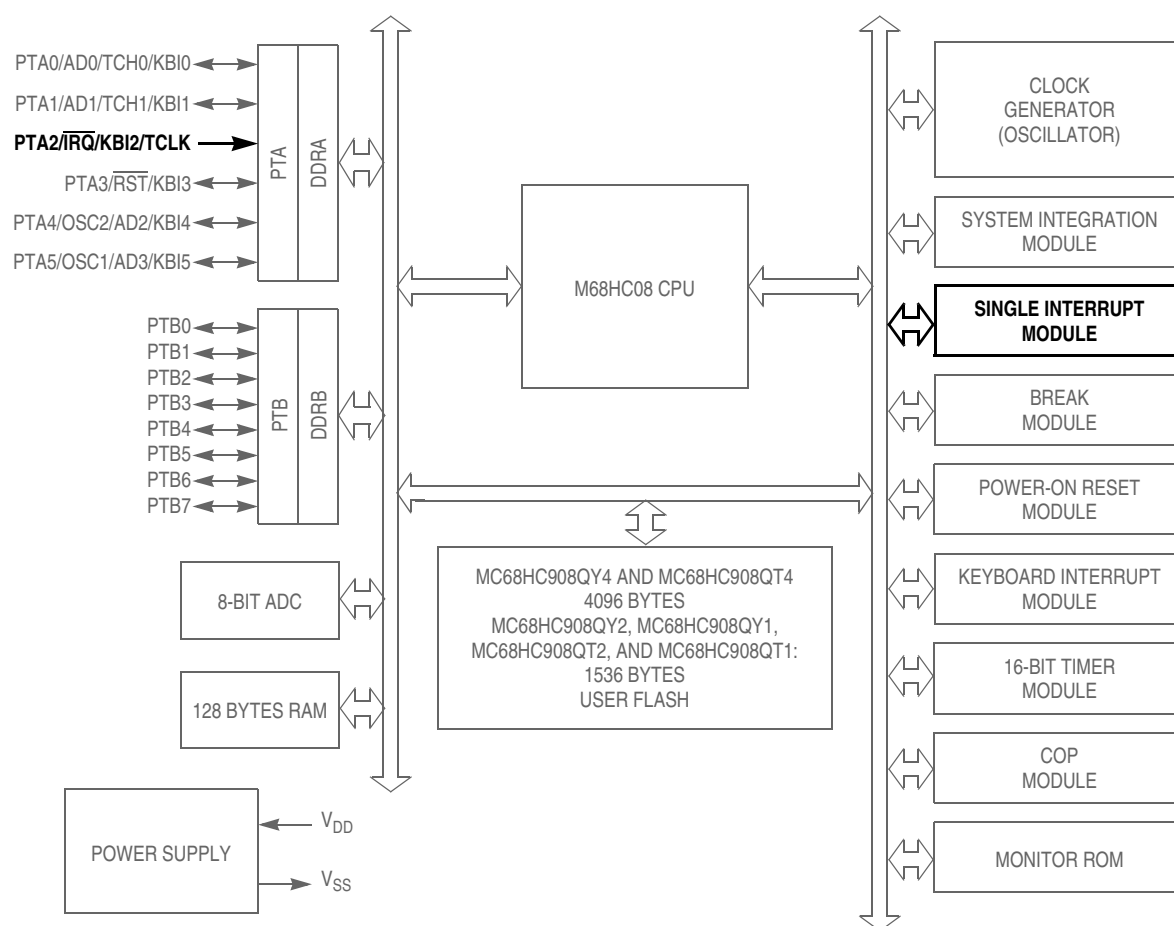 PTA0/AD0/TCH0/KBI0
PTA1/AD1/TCH1/KBI1
PTA2/I̅R̅Q̅/KBI2/TCLK
PTA3/R̅S̅T̅/KBI3
PTA4/OSC2/AD2/KBI4
PTA5/OSC1/AD3/KBI5
PTA
DDRA
PTB0
PTB1
PTB2
PTB3
PTB4
PTB5
PTB6
PTB7
PTB
DDRB
8-BIT ADC
128 BYTES RAM
POWER SUPPLY
V_DD
V_SS
M68HC08 CPU
MC68HC908QY4 AND MC68HC908QT4
4096 BYTES
MC68HC908QY2, MC68HC908QY1,
MC68HC908QT2, AND MC68HC908QT1:
1536 BYTES
USER FLASH
CLOCK
GENERATOR
(OSCILLATOR)
SYSTEM INTEGRATION
MODULE
SINGLE INTERRUPT
MODULE
BREAK
MODULE
POWER-ON RESET
MODULE
KEYBOARD INTERRUPT
MODULE
16-BIT TIMER
MODULE
COP
MODULE
MONITOR ROM